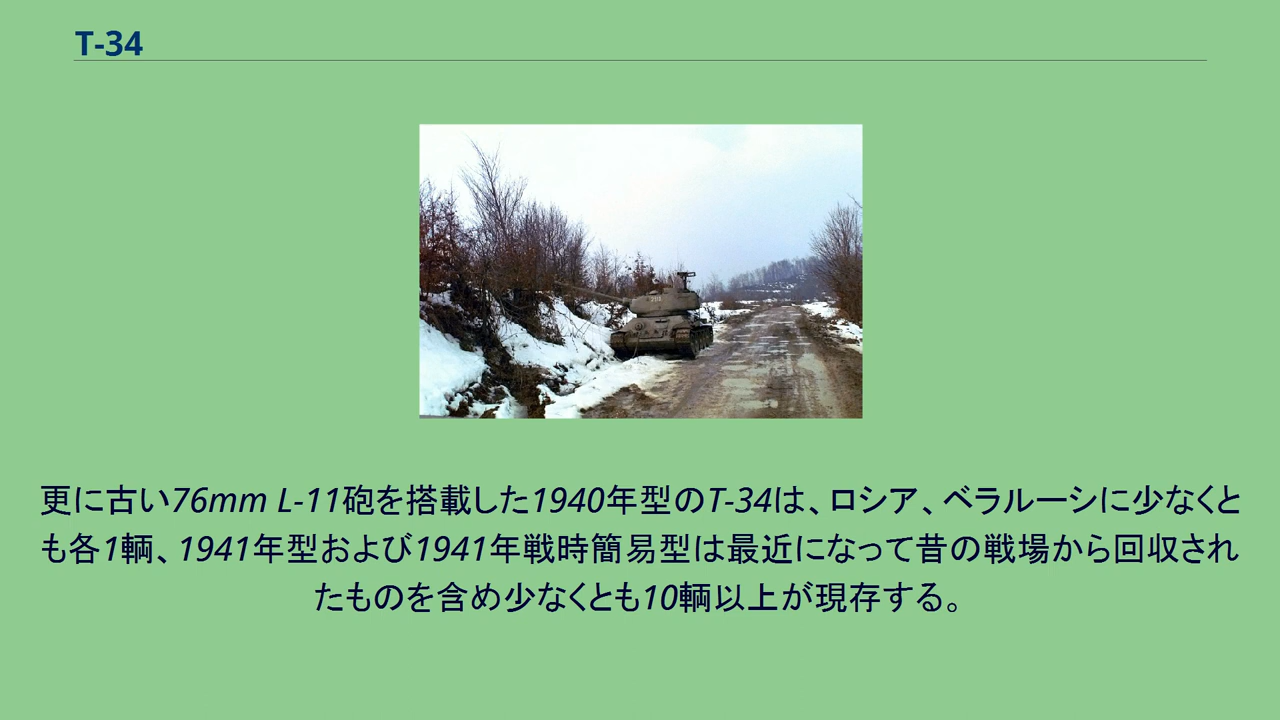 T-34
更に古い76mm L-11砲を搭載した1940年型のT-34は、ロシア、ベラルーシに少なくと
も各1輌、1941年型および1941年戦時簡易型は最近になって昔の戦場から回収され
たものを含め少なくとも10輌以上が現存する。